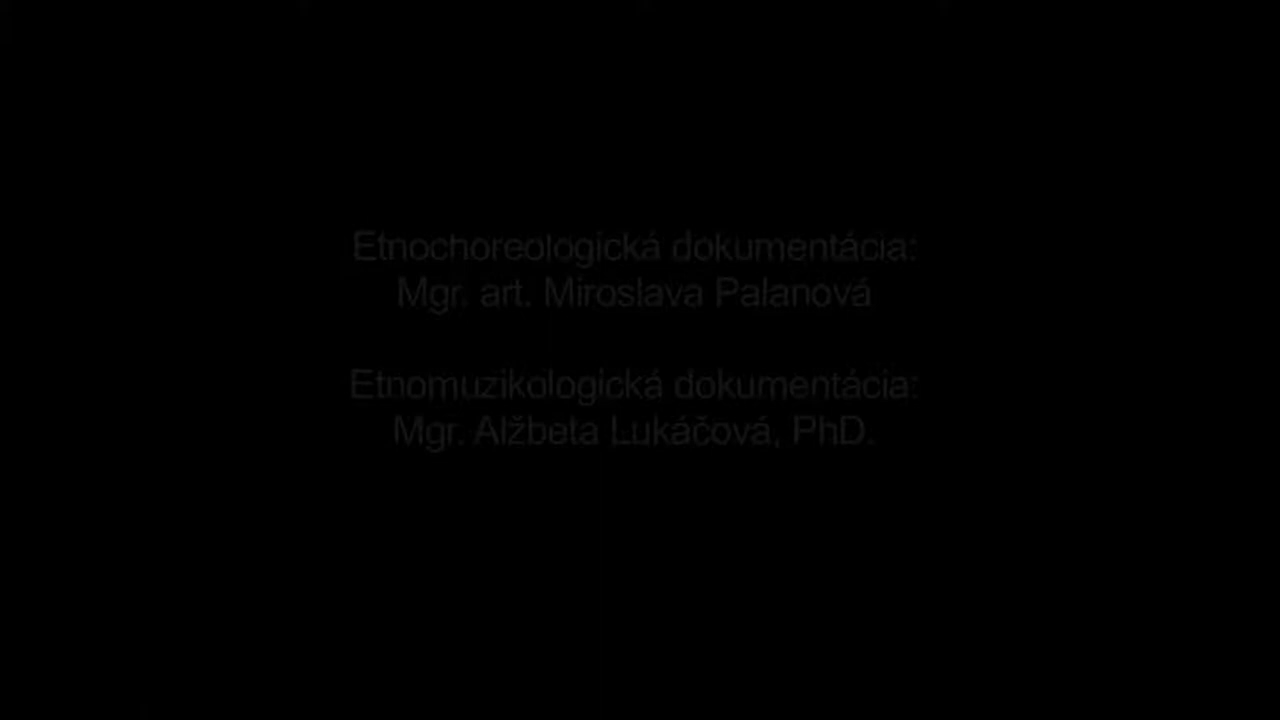 Etnochoreologická dokumentácia:
Mgr. art. Miroslava Palanová
Etnomuzikologická dokumentácia:
Mgr. Alžbeta Lukáčová, PhD.